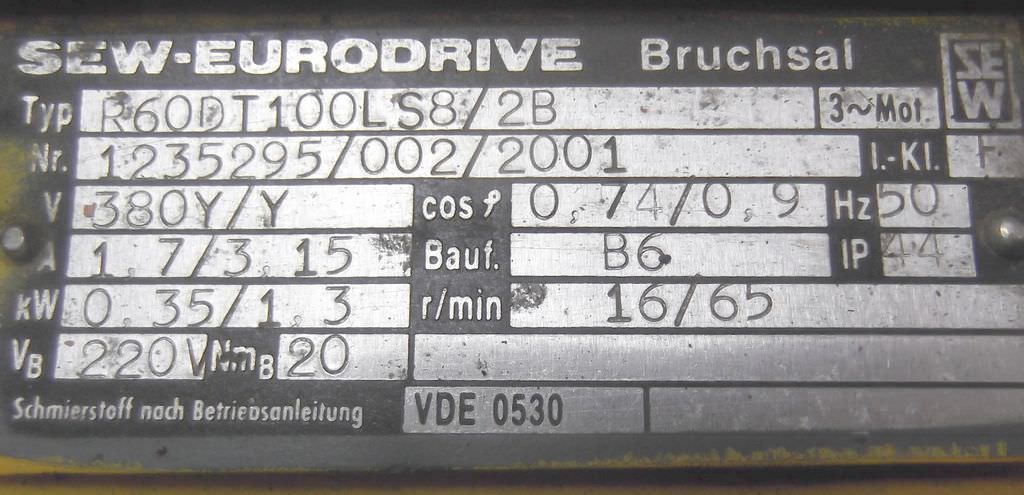 SEW-EURODRIVE Bruchsal SEW
Typ R60DT100LS8/2B 3~Mot.
Nr. 1235295/002/2001 I.-Kl. F
V 380Y/Y cos φ 0,74/0,9 Hz 50
A 1,7/3,15 Bauf. B6 IP 44
kW 0,35/1,3 r/min 16/65
VB 220V NmB 20
Schmierstoff nach Betriebsanleitung VDE 0530